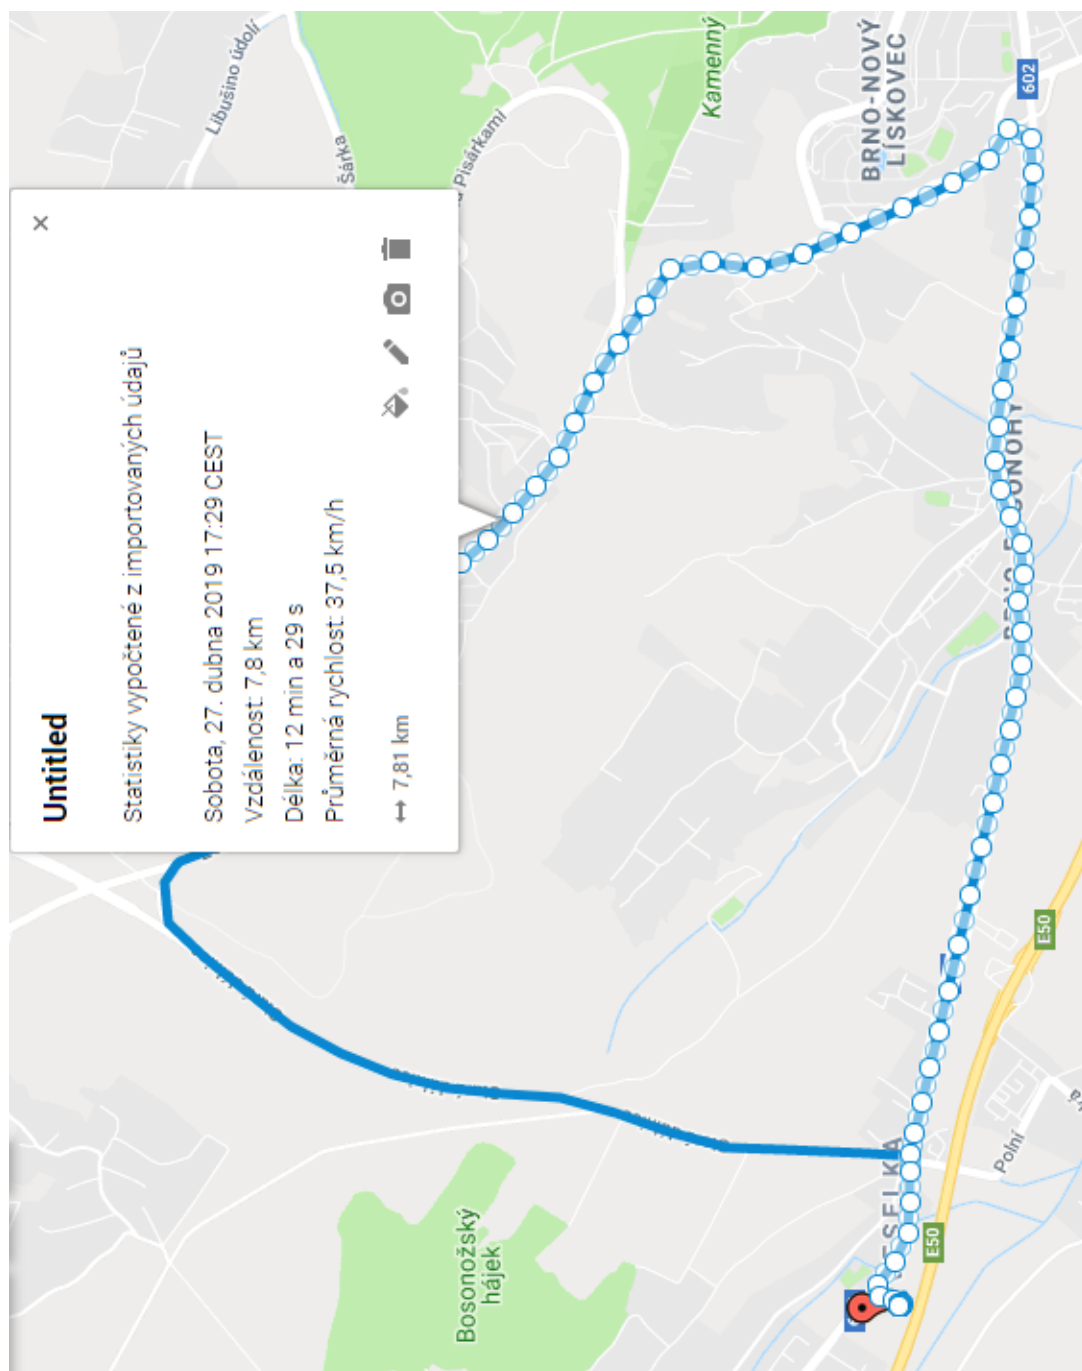 Untitled
×
Statistiky vypočtené z importovaných údajů
Sobota, 27. dubna 2019 17:29 CEST
Vzdálenost: 7,8 km
Délka: 12 min a 29 s
Průměrná rychlost: 37,5 km/h
↔ 7,81 km
Libušino údolí
Šárka
Pisárkami
Kamenný
BRNO-NOVÝ
LÍSKOVEC
602
Bosonožský
hájek
E50
E50
Polní